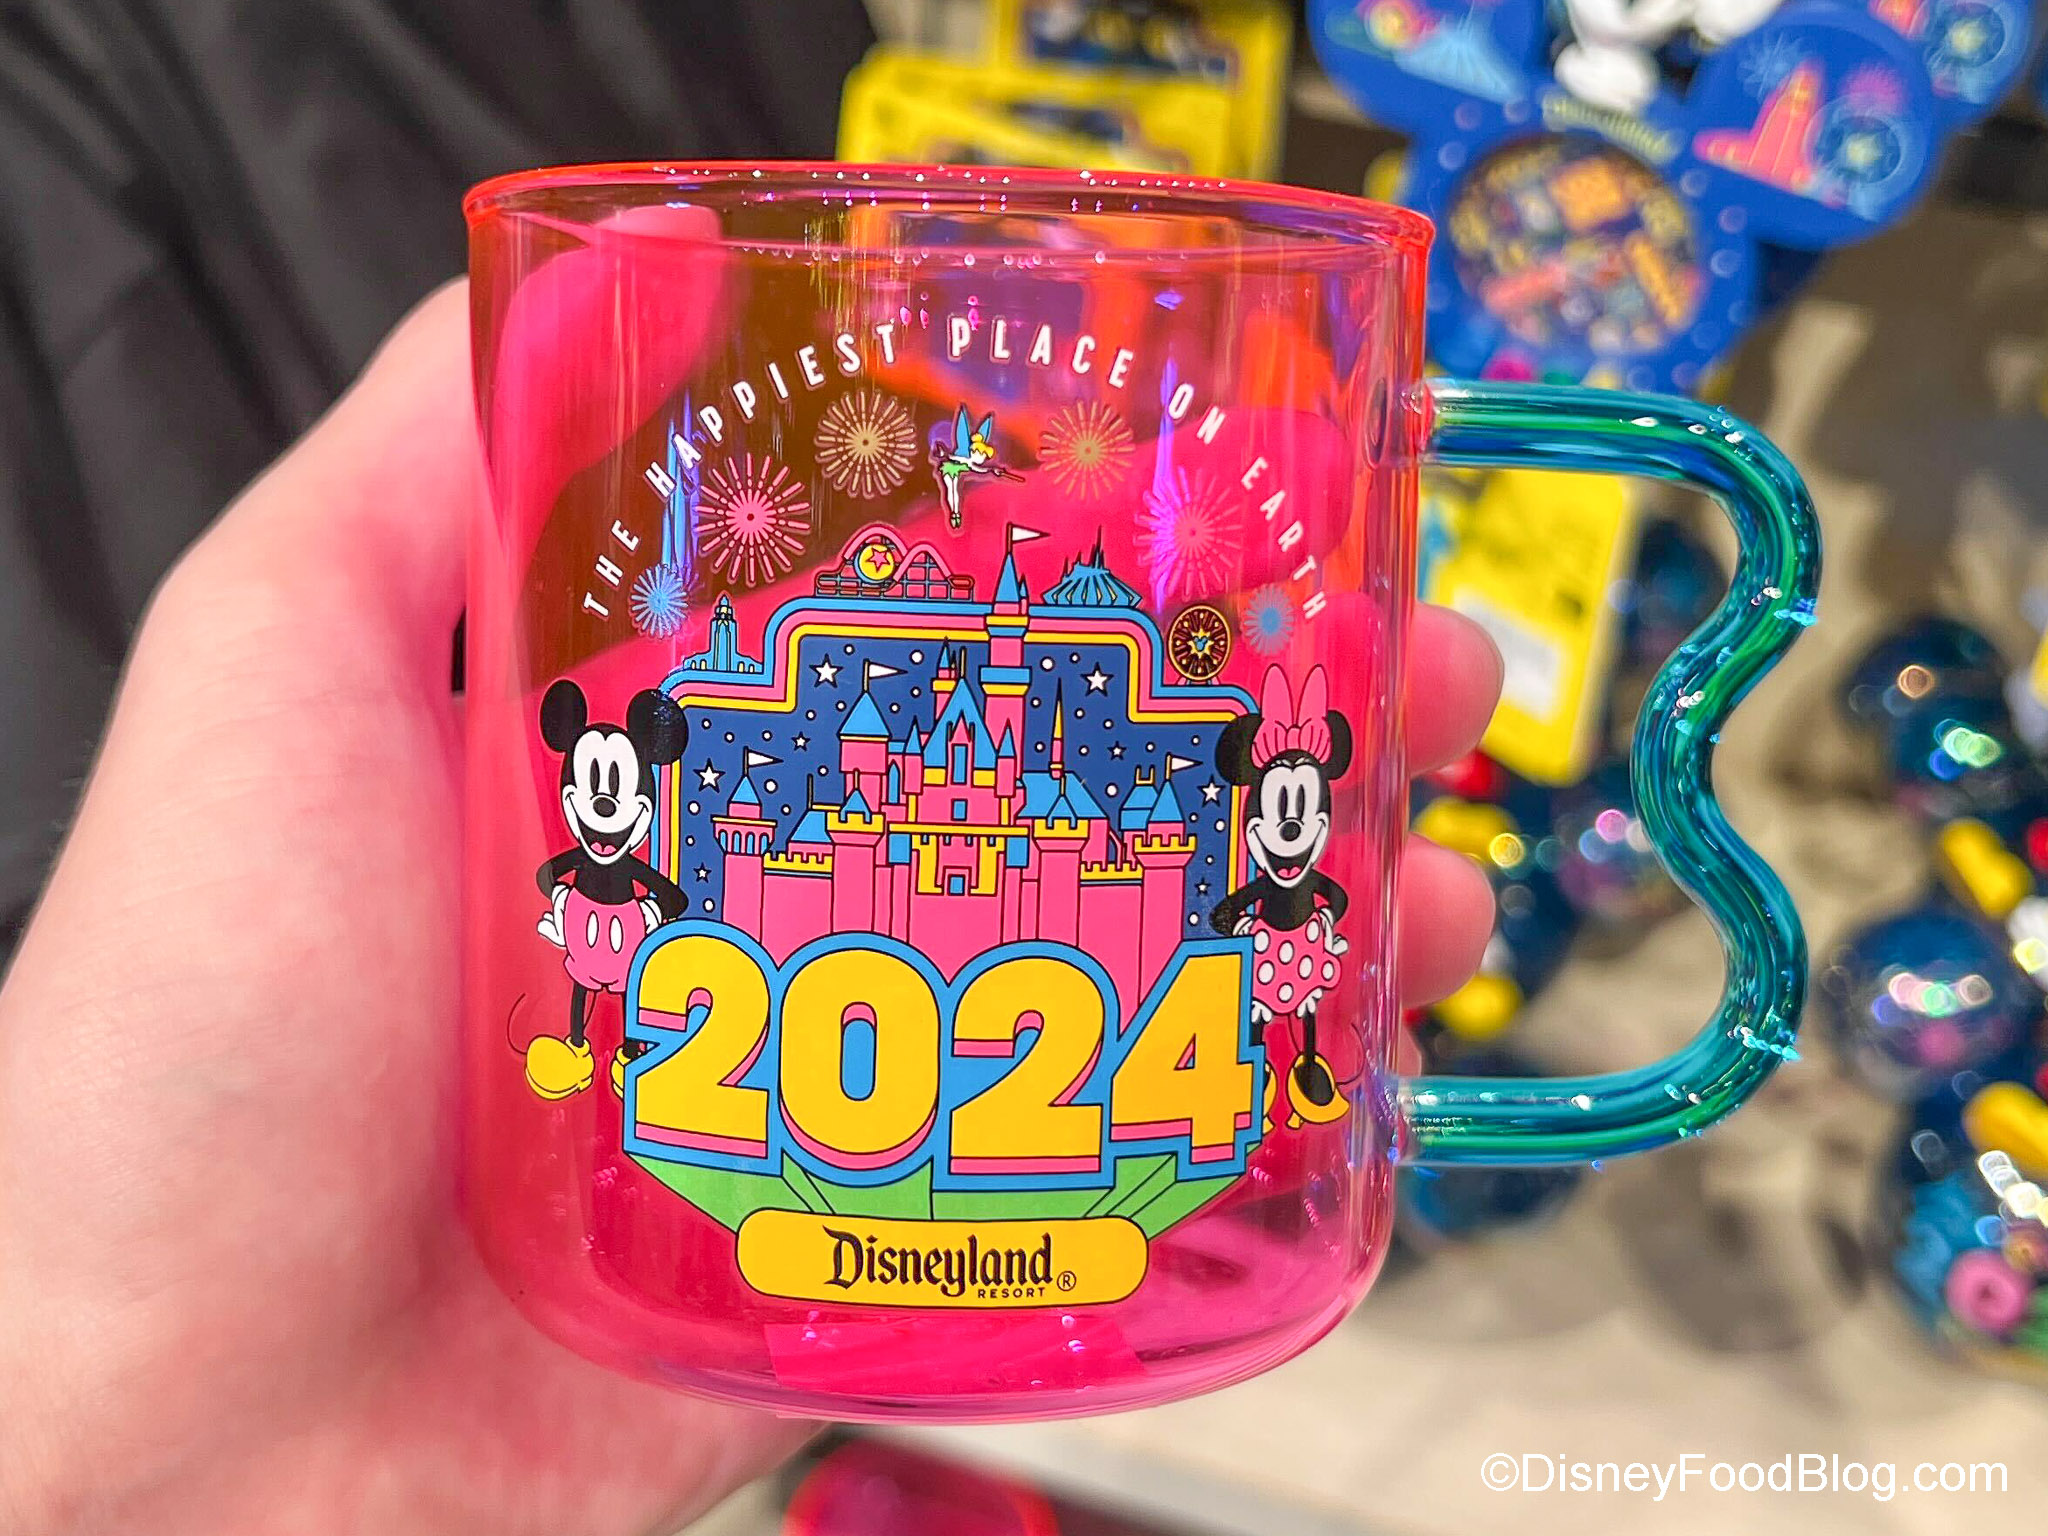 THE HAPPIEST PLACE ON EARTH
2024
Disneyland®
RESORT
©DisneyFoodBlog.com